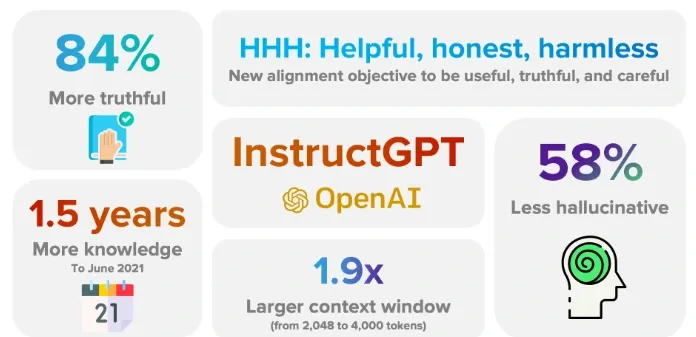 84%
More truthful
HHH: Helpful, honest, harmless
New alignment objective to be useful, truthful, and careful
InstructGPT
OpenAI
58%
Less hallucinative
1.5 years
More knowledge
To June 2021
21
1.9x
Larger context window
(from 2,048 to 4,000 tokens)